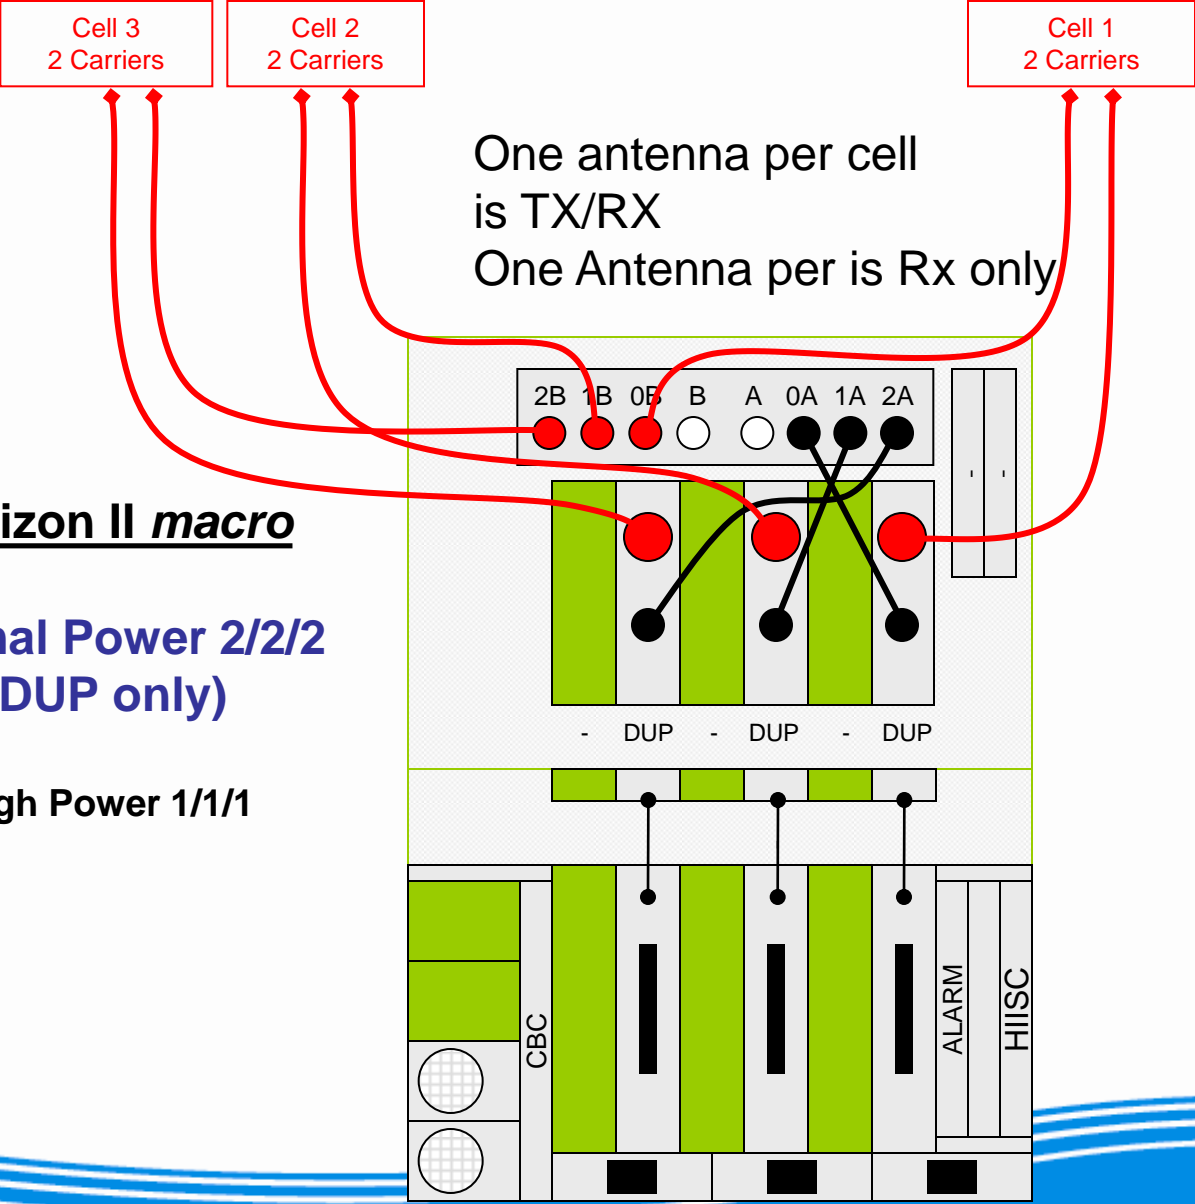 Cell 3
2 Carriers
Cell 2
2 Carriers
Cell 1
2 Carriers
One antenna per cell
is TX/RX
One Antenna per is Rx only
2B 1B 0B B A 0A 1A 2A
- -
izon II macro
nal Power 2/2/2
DUP only)
gh Power 1/1/1
- DUP - DUP - DUP
CBC
ALARM
HIISC